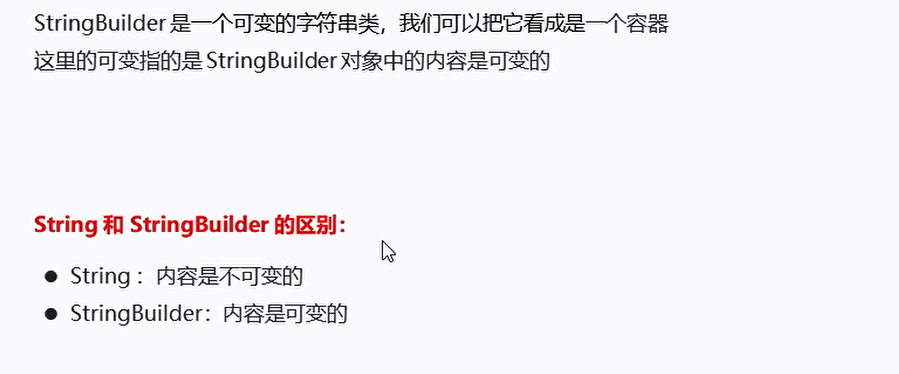 StringBuilder 是一个可变的字符串类，我们可以把它看成是一个容器
这里的可变指的是 StringBuilder 对象中的内容是可变的
String 和 StringBuilder 的区别：
● String ：内容是不可变的
● StringBuilder：内容是可变的